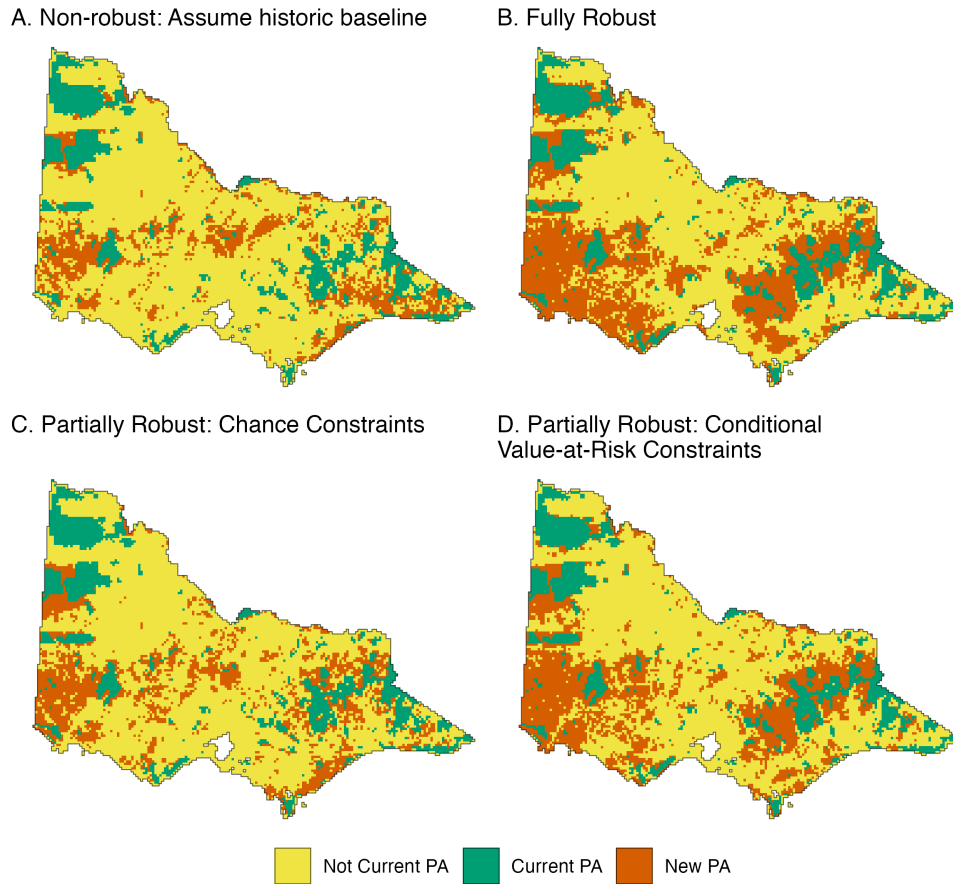 A. Non-robust: Assume historic baseline
B. Fully Robust
C. Partially Robust: Chance Constraints
D. Partially Robust: Conditional
Value-at-Risk Constraints
Not Current PA
Current PA
New PA